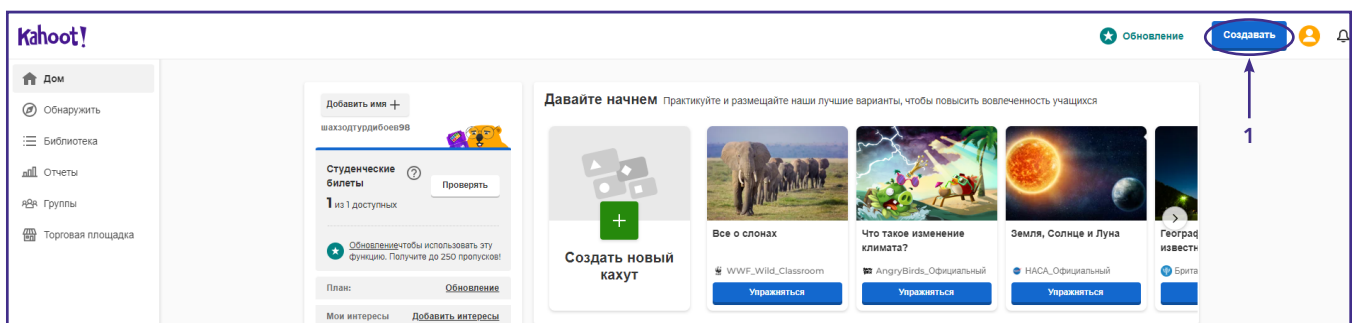 Kahoot!
Обновление
Создавать
1
Дом
Обнаружить
Библиотека
Отчеты
Группы
Торговая площадка
Добавить имя +
шахзодтурдибоев98
Студенческие
билеты
?
Проверять
1 из 1 доступных
Обновлениечтобы использовать эту
функцию. Получите до 250 пропусков!
План: Обновление
Мои интересы Добавить интересы
Давайте начнем Практикуйте и размещайте наши лучшие варианты, чтобы повысить вовлеченность учащихся
Создать новый
кахут
Все о слонах
WWF_Wild_Classroom
Упражняться
Что такое изменение
климата?
AngryBirds_Официальный
Упражняться
Земля, Солнце и Луна
НАСА_Официальный
Упражняться
Географ
известн
Брита